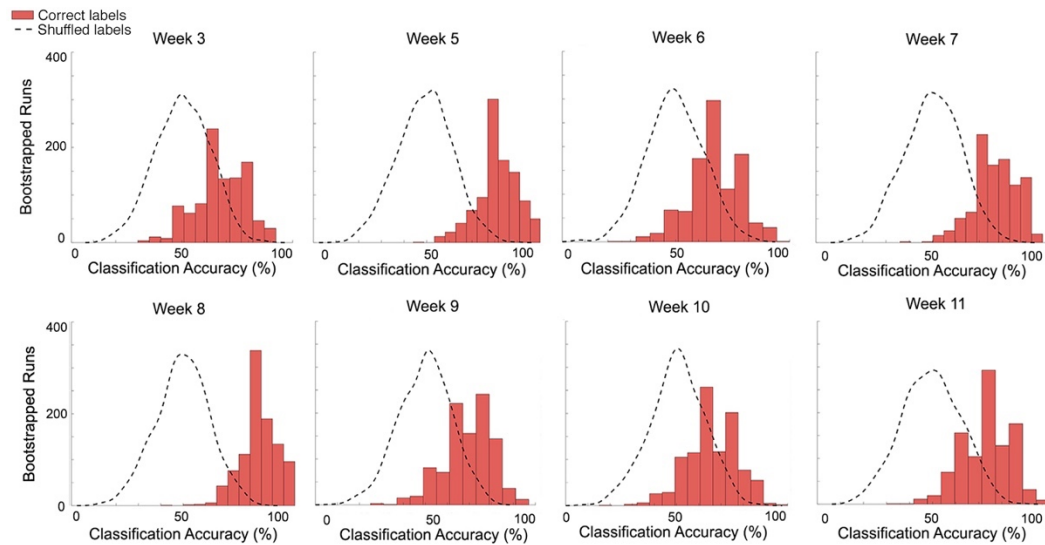 Correct labels
Shuffled labels
Week 3
Week 5
Week 6
Week 7
400
200
0
Bootstrapped Runs
0 50 100
0 50 100
0 50 100
0 50 100
Classification Accuracy (%)
Classification Accuracy (%)
Classification Accuracy (%)
Classification Accuracy (%)
Week 8
Week 9
Week 10
Week 11
400
200
0
Bootstrapped Runs
0 50 100
0 50 100
0 50 100
0 50 100
Classification Accuracy (%)
Classification Accuracy (%)
Classification Accuracy (%)
Classification Accuracy (%)